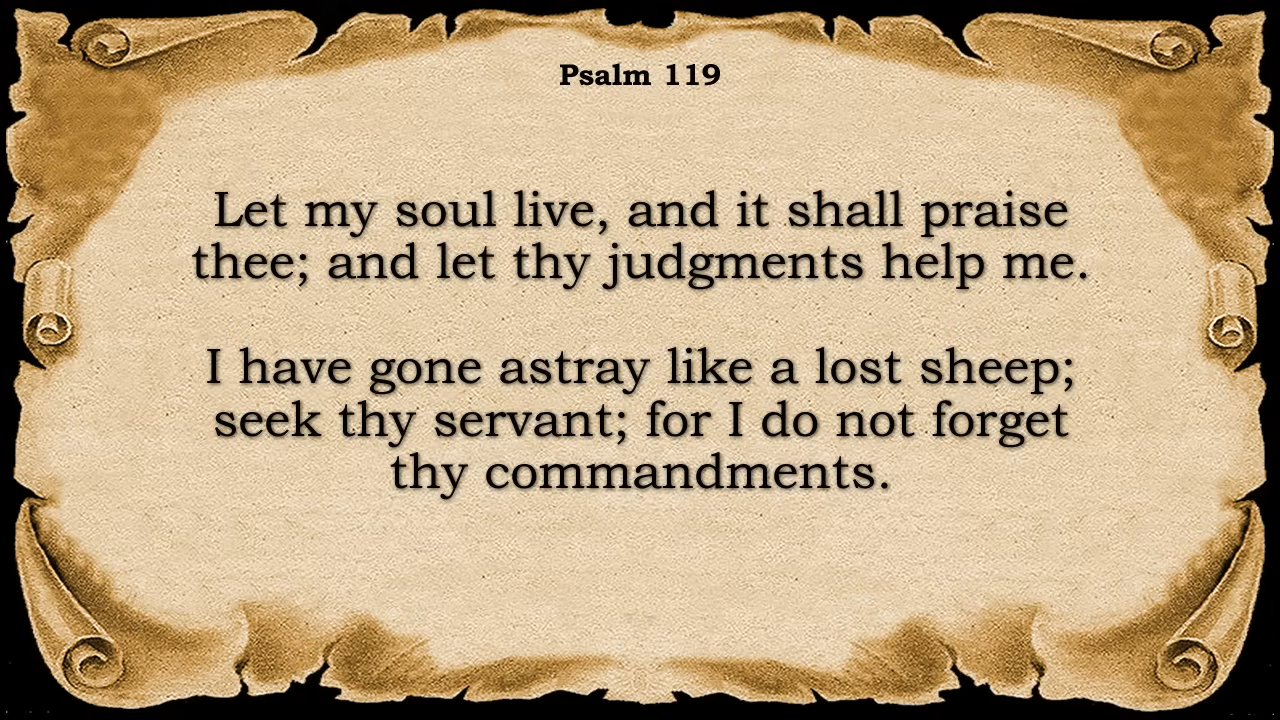 Psalm 119
Let my soul live, and it shall praise
thee; and let thy judgments help me.
I have gone astray like a lost sheep;
seek thy servant; for I do not forget
thy commandments.